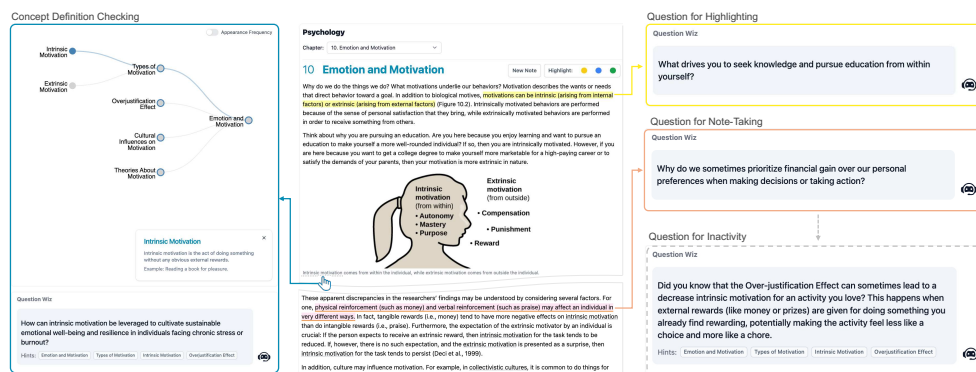 Concept Definition Checking
Appearance Frequency
Intrinsic
Motivation
Types of
Motivation
Extrinsic
Motivation
Overjustification
Effect
Emotion and
Motivation
Cultural
Influences on
Motivation
Theories About
Motivation
Intrinsic Motivation
×
Intrinsic motivation is the act of doing something
without any obvious external rewards.
Example: Reading a book for pleasure.
Question Wiz
How can intrinsic motivation be leveraged to cultivate sustainable
emotional well-being and resilience in individuals facing chronic stress or
burnout?
Hints: Emotion and Motivation Types of Motivation Intrinsic Motivation Overjustification Effect
Psychology
Chapter: 10. Emotion and Motivation
10 Emotion and Motivation
New Note Highlight:
Why do we do the things we do? What motivations underlie our behaviors? Motivation describes the wants or needs
that direct behavior toward a goal. In addition to biological motives, motivations can be intrinsic (arising from internal
factors) or extrinsic (arising from external factors) (Figure 10.2). Intrinsically motivated behaviors are performed
because of the sense of personal satisfaction that they bring, while extrinsically motivated behaviors are performed
in order to receive something from others.
Think about why you are pursuing an education. Are you here because you enjoy learning and want to pursue an
education to make yourself a more well-rounded individual? If so, then you are intrinsically motivated. However, if you
are here because you want to get a college degree to make yourself more marketable for a high-paying career or to
satisfy the demands of your parents, then your motivation is more extrinsic in nature.
Intrinsic
motivation
(from within)
• Autonomy
• Mastery
• Purpose
Extrinsic
motivation
(from outside)
• Compensation
• Punishment
• Reward
Intrinsic motivation comes from within the individual, while extrinsic motivation comes from outside the individual.
These apparent discrepancies in the researchers' findings may be understood by considering several factors. For
one, physical reinforcement (such as money) and verbal reinforcement (such as praise) may affect an individual in
very different ways. In fact, tangible rewards (i.e., money) tend to have more negative effects on intrinsic motivation
than do intangible rewards (i.e., praise). Furthermore, the expectation of the extrinsic motivator by an individual is
crucial: If the person expects to receive an extrinsic reward, then intrinsic motivation for the task tends to be
reduced. If, however, there is no such expectation, and the extrinsic motivation is presented as a surprise, then
intrinsic motivation for the task tends to persist (Deci et al., 1999).
In addition, culture may influence motivation. For example, in collectivistic cultures, it is common to do things for
Question for Highlighting
Question Wiz
What drives you to seek knowledge and pursue education from within
yourself?
Question for Note-Taking
Question Wiz
Why do we sometimes prioritize financial gain over our personal
preferences when making decisions or taking action?
Question for Inactivity
Question Wiz
Did you know that the Over-justification Effect can sometimes lead to a
decrease intrinsic motivation for an activity you love? This happens when
external rewards (like money or prizes) are given for doing something you
already find rewarding, potentially making the activity feel less like a
choice and more like a chore.
Hints: Emotion and Motivation Types of Motivation Intrinsic Motivation Overjustification Effect